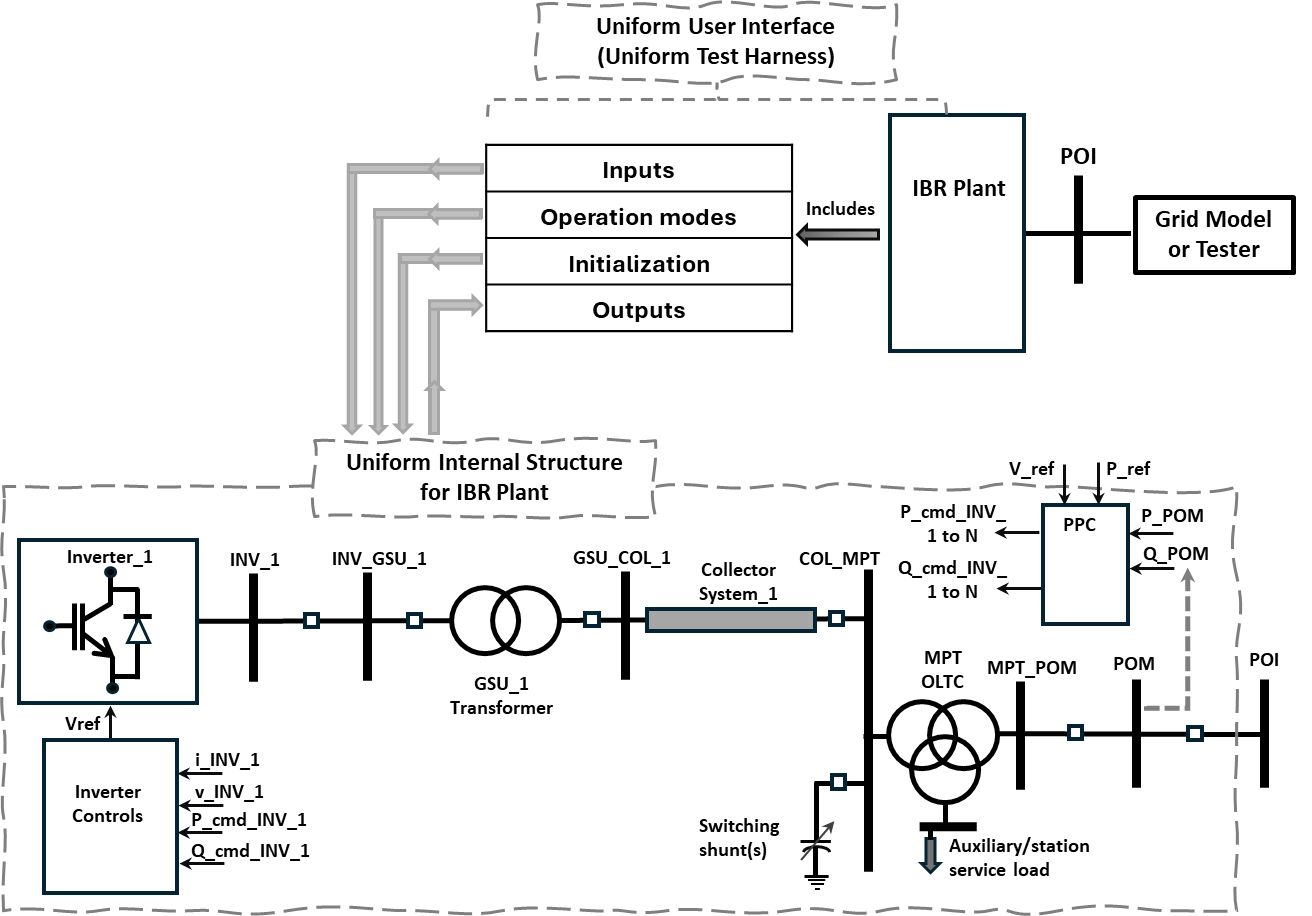 Uniform User Interface
(Uniform Test Harness)
Inputs
Operation modes
Initialization
Outputs
Includes
IBR Plant
POI
Grid Model
or Tester
Uniform Internal Structure
for IBR Plant
V_ref
P_ref
P_cmd_INV_
1 to N
Q_cmd_INV_
1 to N
PPC
P_POM
Q_POM
Inverter_1
INV_1
INV_GSU_1
GSU_1
Transformer
GSU_COL_1
Collector
System_1
COL_MPT
MPT
OLTC
MPT_POM
POM
POI
Vref
Inverter
Controls
i_INV_1
v_INV_1
P_cmd_INV_1
Q_cmd_INV_1
Switching
shunt(s)
Auxiliary/station
service load